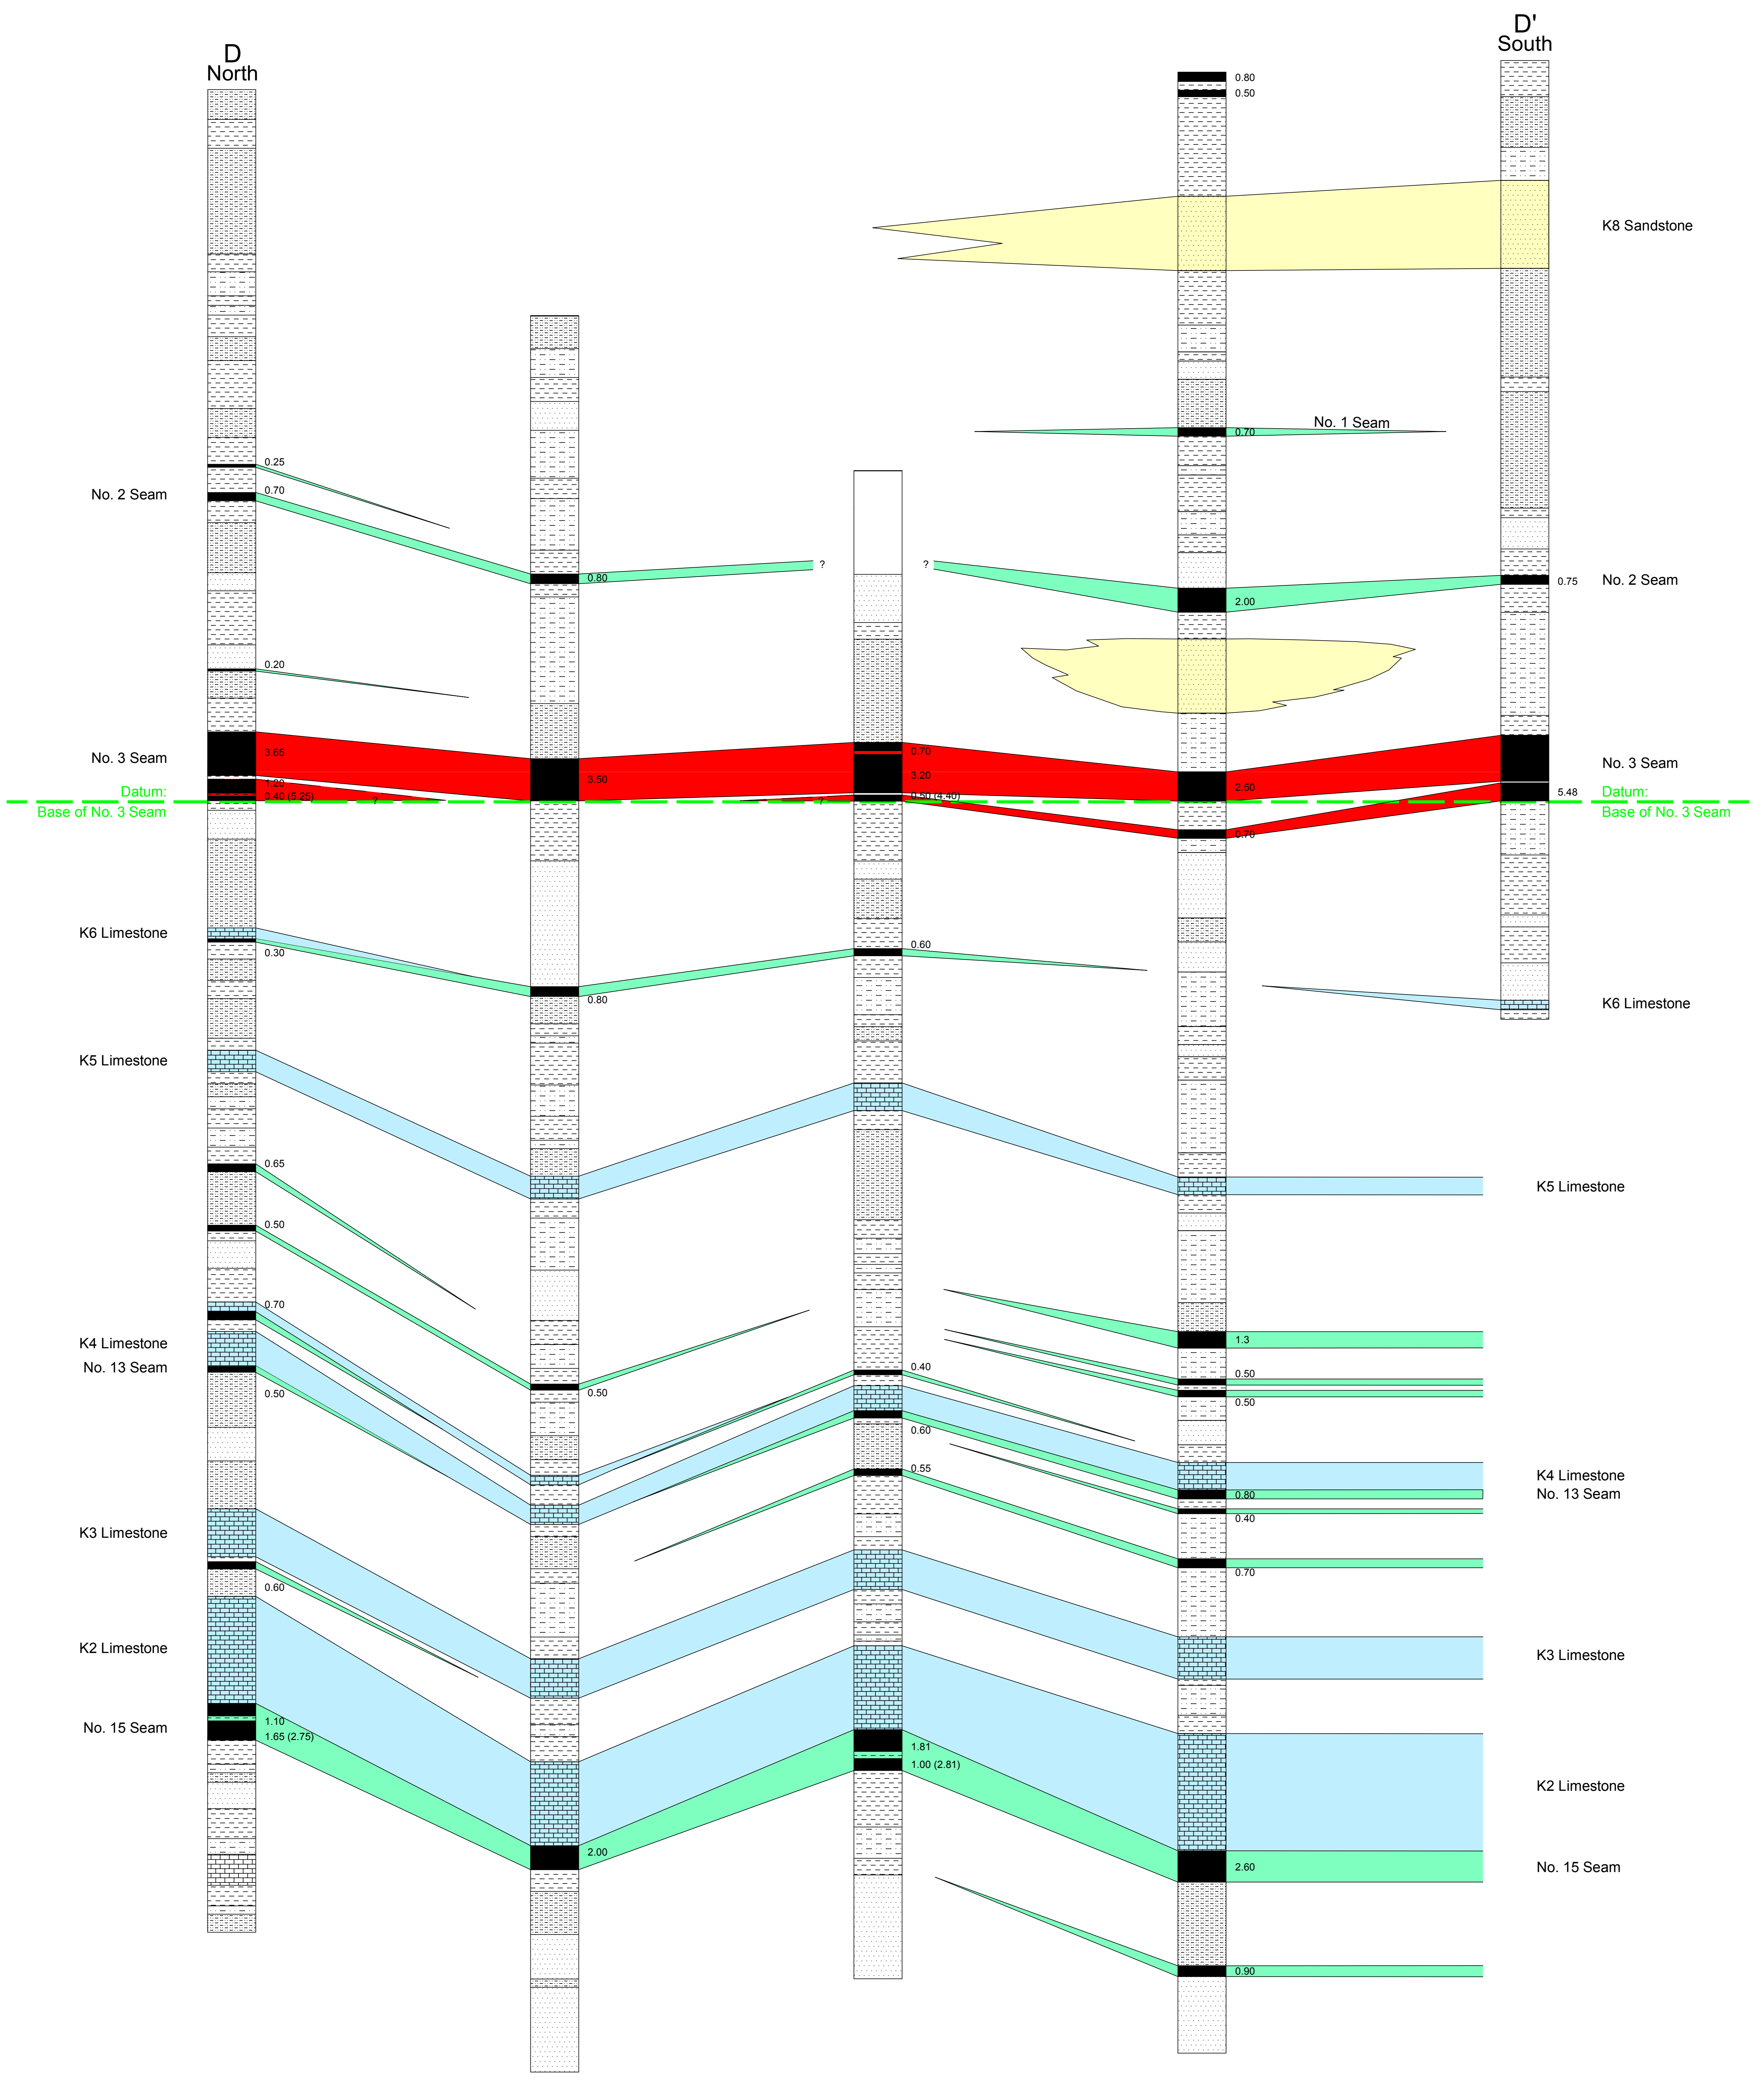 D
North
D'
South
0.80
0.50
K8 Sandstone
No. 1 Seam
0.70
0.25
No. 2 Seam
0.70
0.80
?
?
2.00
0.75
No. 2 Seam
0.20
No. 3 Seam
3.65
1.20
0.40 (5.25)
?
3.50
0.70
3.20
0.50 (4.40)
?
2.50
0.70
No. 3 Seam
5.48
Datum:
Base of No. 3 Seam
Datum:
Base of No. 3 Seam
K6 Limestone
0.30
0.80
0.60
K6 Limestone
K5 Limestone
K5 Limestone
0.65
0.50
0.70
K4 Limestone
No. 13 Seam
0.50
0.50
0.40
0.60
0.55
1.3
0.50
0.50
K4 Limestone
0.80
No. 13 Seam
0.40
0.70
K3 Limestone
0.60
K3 Limestone
K2 Limestone
K2 Limestone
No. 15 Seam
1.10
1.65 (2.75)
2.00
1.81
1.00 (2.81)
2.60
No. 15 Seam
0.90